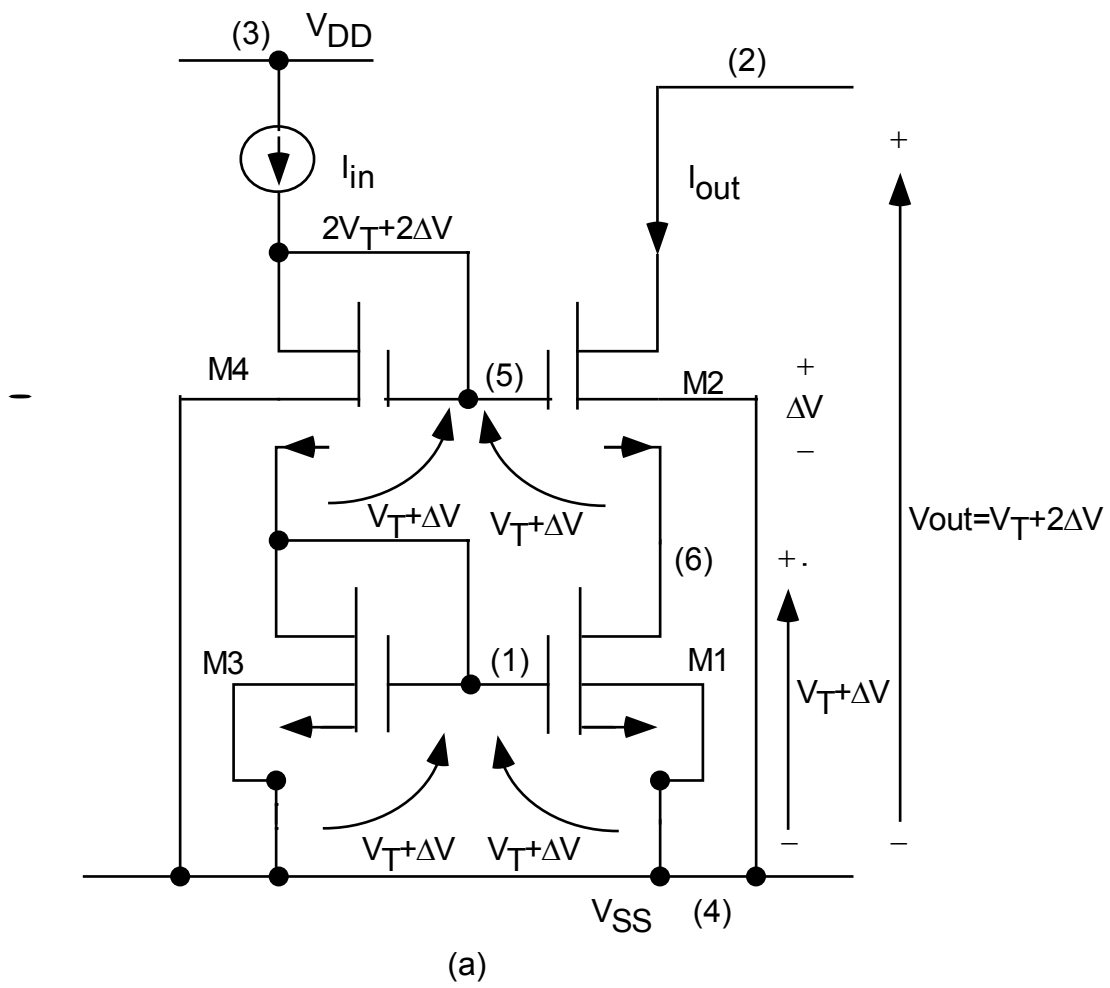 (3) VDD
(2)
+
Iin
Iout
2VT+2ΔV
M4
(5)
M2
+
ΔV
−
VT+ΔV
VT+ΔV
Vout=VT+2ΔV
(6)
+.
M3
(1)
M1
VT+ΔV
VT+ΔV
VT+ΔV
−
−
VSS
(4)
(a)